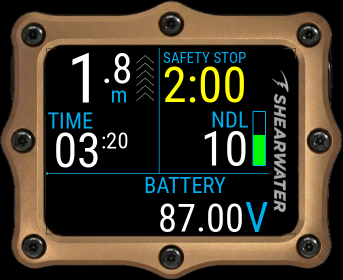 1.8 m
SAFETY STOP
2:00
TIME
03:20
NDL
10
SHEARWATER
BATTERY
87.00V